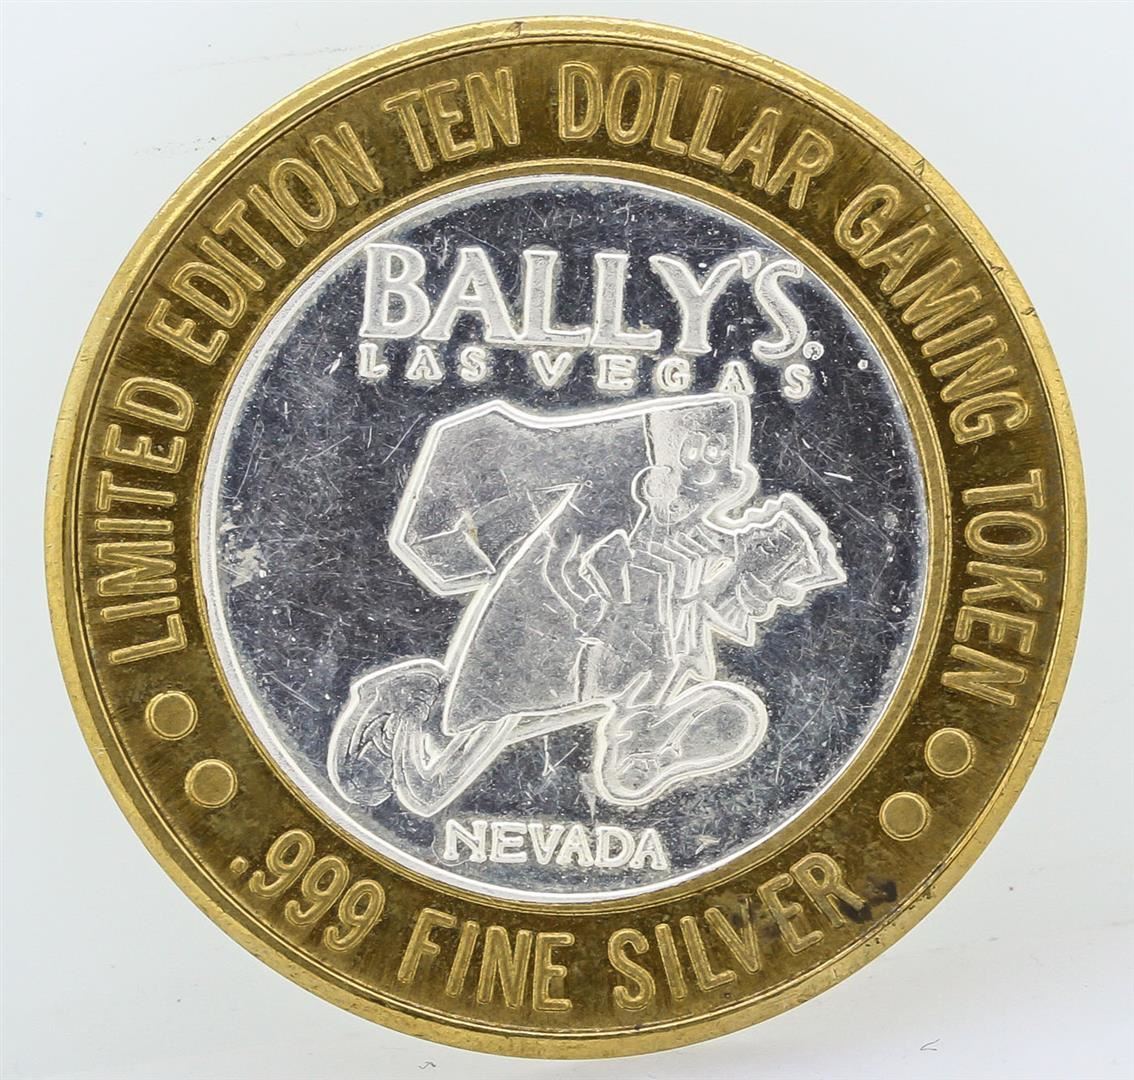 LIMITED EDITION TEN DOLLAR GAMING TOKEN
BALLY'S®
LAS VEGAS
NEVADA
.999 FINE SILVER